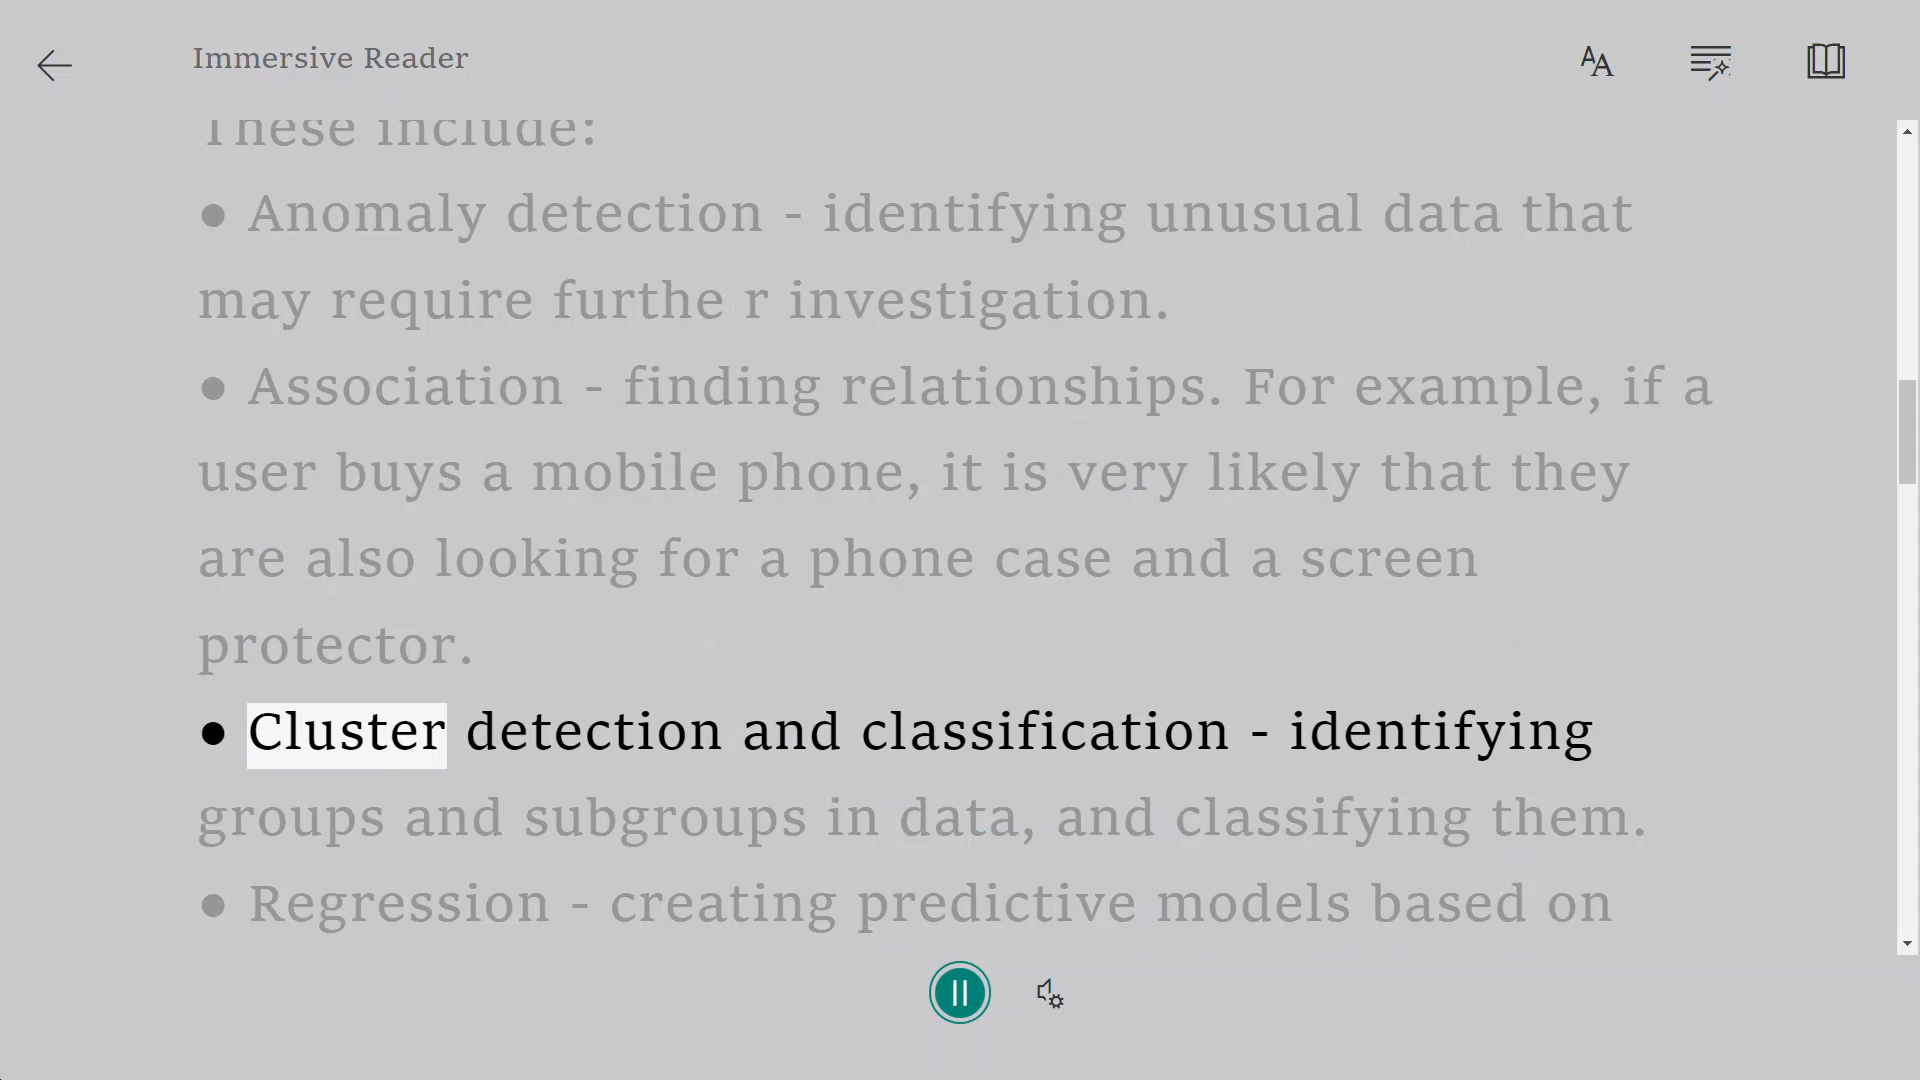 Immersive Reader
These include:
● Anomaly detection - identifying unusual data that
may require furthe r investigation.
● Association - finding relationships. For example, if a
user buys a mobile phone, it is very likely that they
are also looking for a phone case and a screen
protector.
● Cluster detection and classification - identifying
groups and subgroups in data, and classifying them.
● Regression - creating predictive models based on